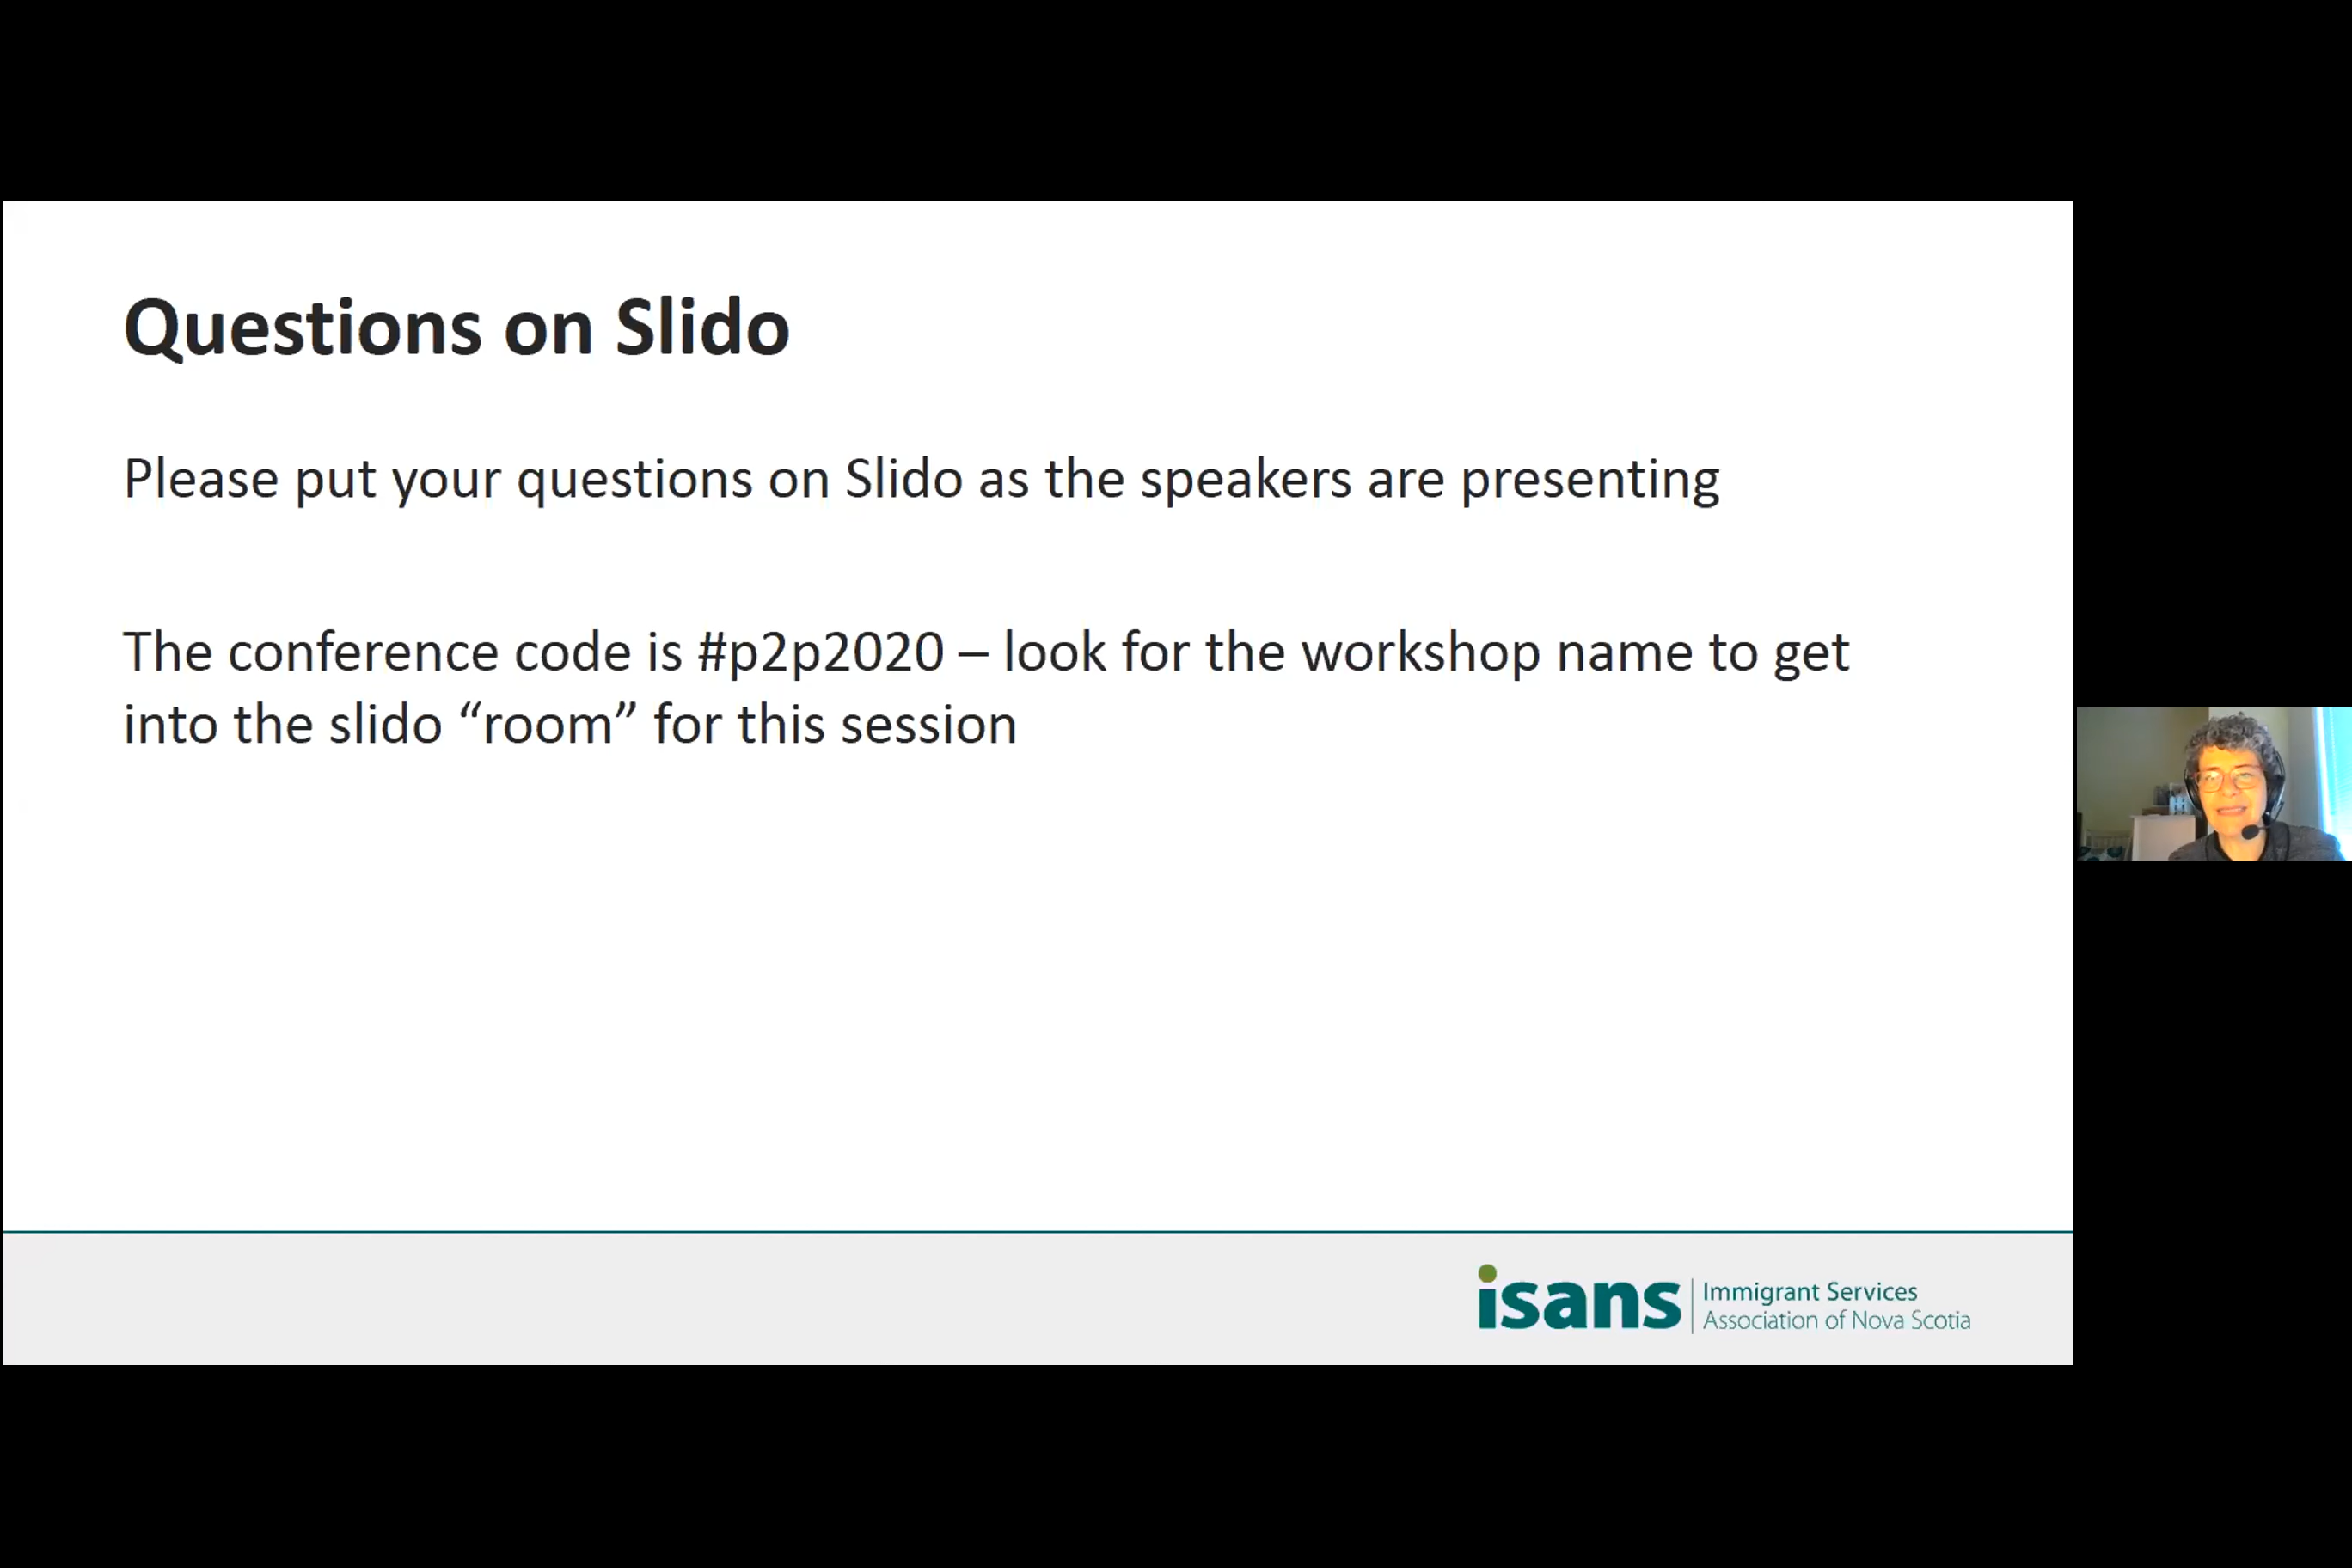 Questions on Slido
Please put your questions on Slido as the speakers are presenting
The conference code is #p2p2020 – look for the workshop name to get
into the slido “room” for this session
isans
Immigrant Services
Association of Nova Scotia